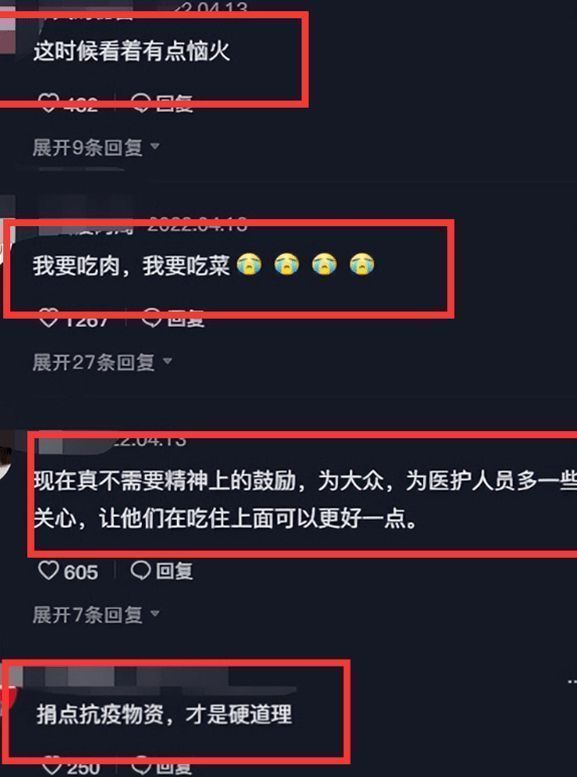 2.04.13
这时候看着有点恼火
432 回复
展开9条回复
2022.04.13
我要吃肉，我要吃菜😭😭😭😭
1267 回复
展开27条回复
22.04.13
现在真不需要精神上的鼓励，为大众，为医护人员多一些
关心，让他们在吃住上面可以更好一点。
605 回复
展开7条回复
捐点抗疫物资，才是硬道理
250 回复